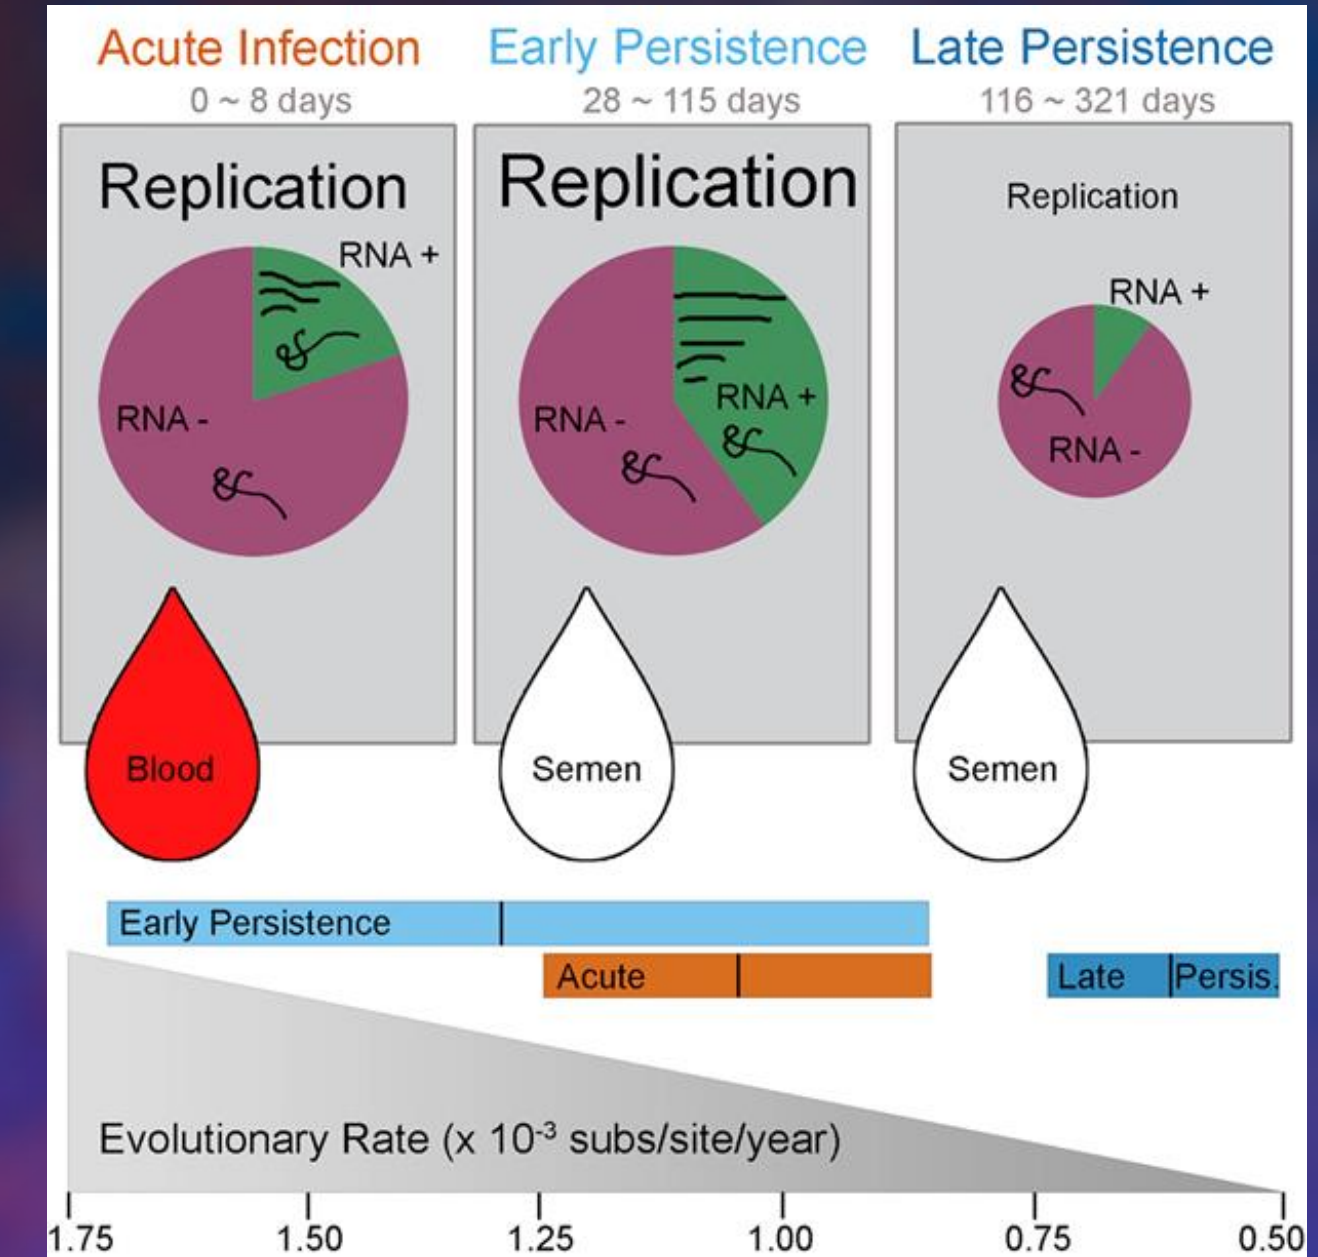 Acute Infection
0 ~ 8 days
Replication
RNA +
RNA -
Blood
Early Persistence
28 ~ 115 days
Replication
RNA +
RNA -
Semen
Late Persistence
116 ~ 321 days
Replication
RNA +
RNA -
Semen
Early Persistence
Acute
Late Persis.
Evolutionary Rate (x 10⁻³ subs/site/year)
1.75 1.50 1.25 1.00 0.75 0.50